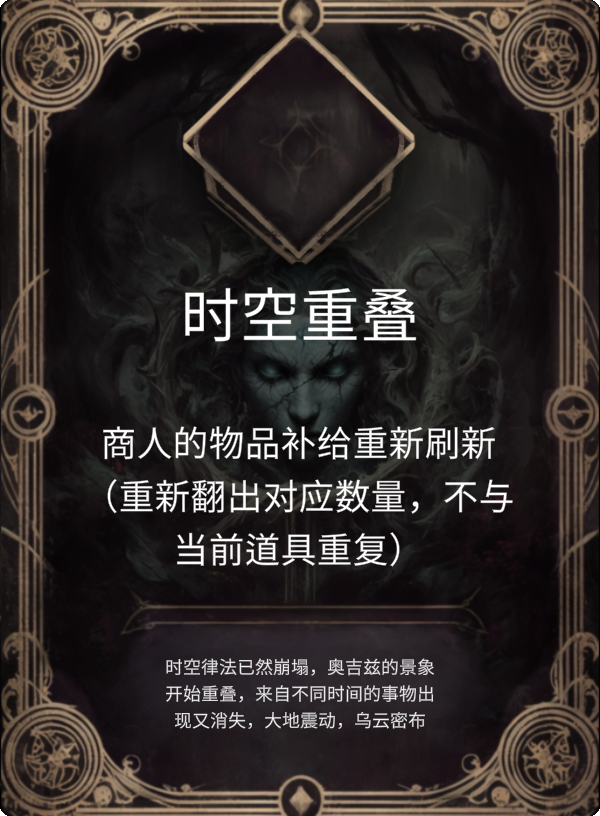 时空重叠
商人的物品补给重新刷新
（重新翻出对应数量，不与
当前道具重复）
时空律法已然崩塌，奥吉兹的景象
开始重叠，来自不同时间的事物出
现又消失，大地震动，乌云密布